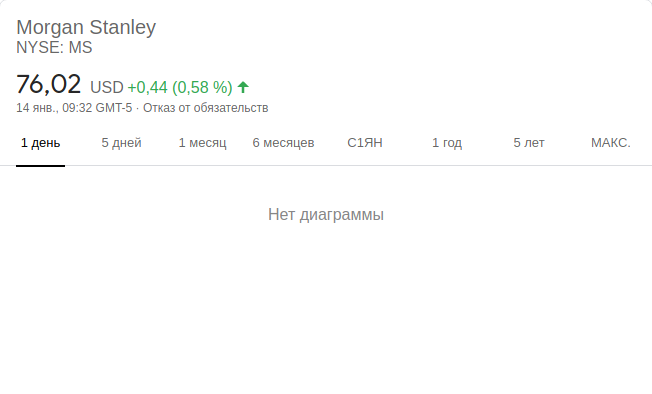 Morgan Stanley
NYSE: MS
76,02 USD +0,44 (0,58 %)
14 янв., 09:32 GMT-5 · Отказ от обязательств
1 день 5 дней 1 месяц 6 месяцев С1ЯН 1 год 5 лет МАКС.
Нет диаграммы